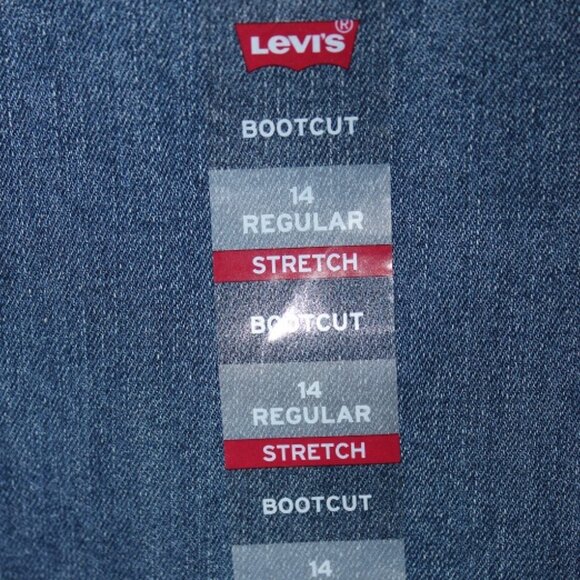 LEVI'S®
BOOTCUT
14
REGULAR
STRETCH
BOOTCUT
14
REGULAR
STRETCH
BOOTCUT
14